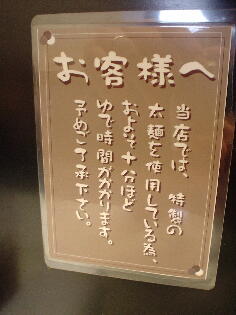 お客様へ
当店では、特製の
太麺を使用している為、
およそ十分ほど
ゆで時間がかかります。
予めご了承下さい。